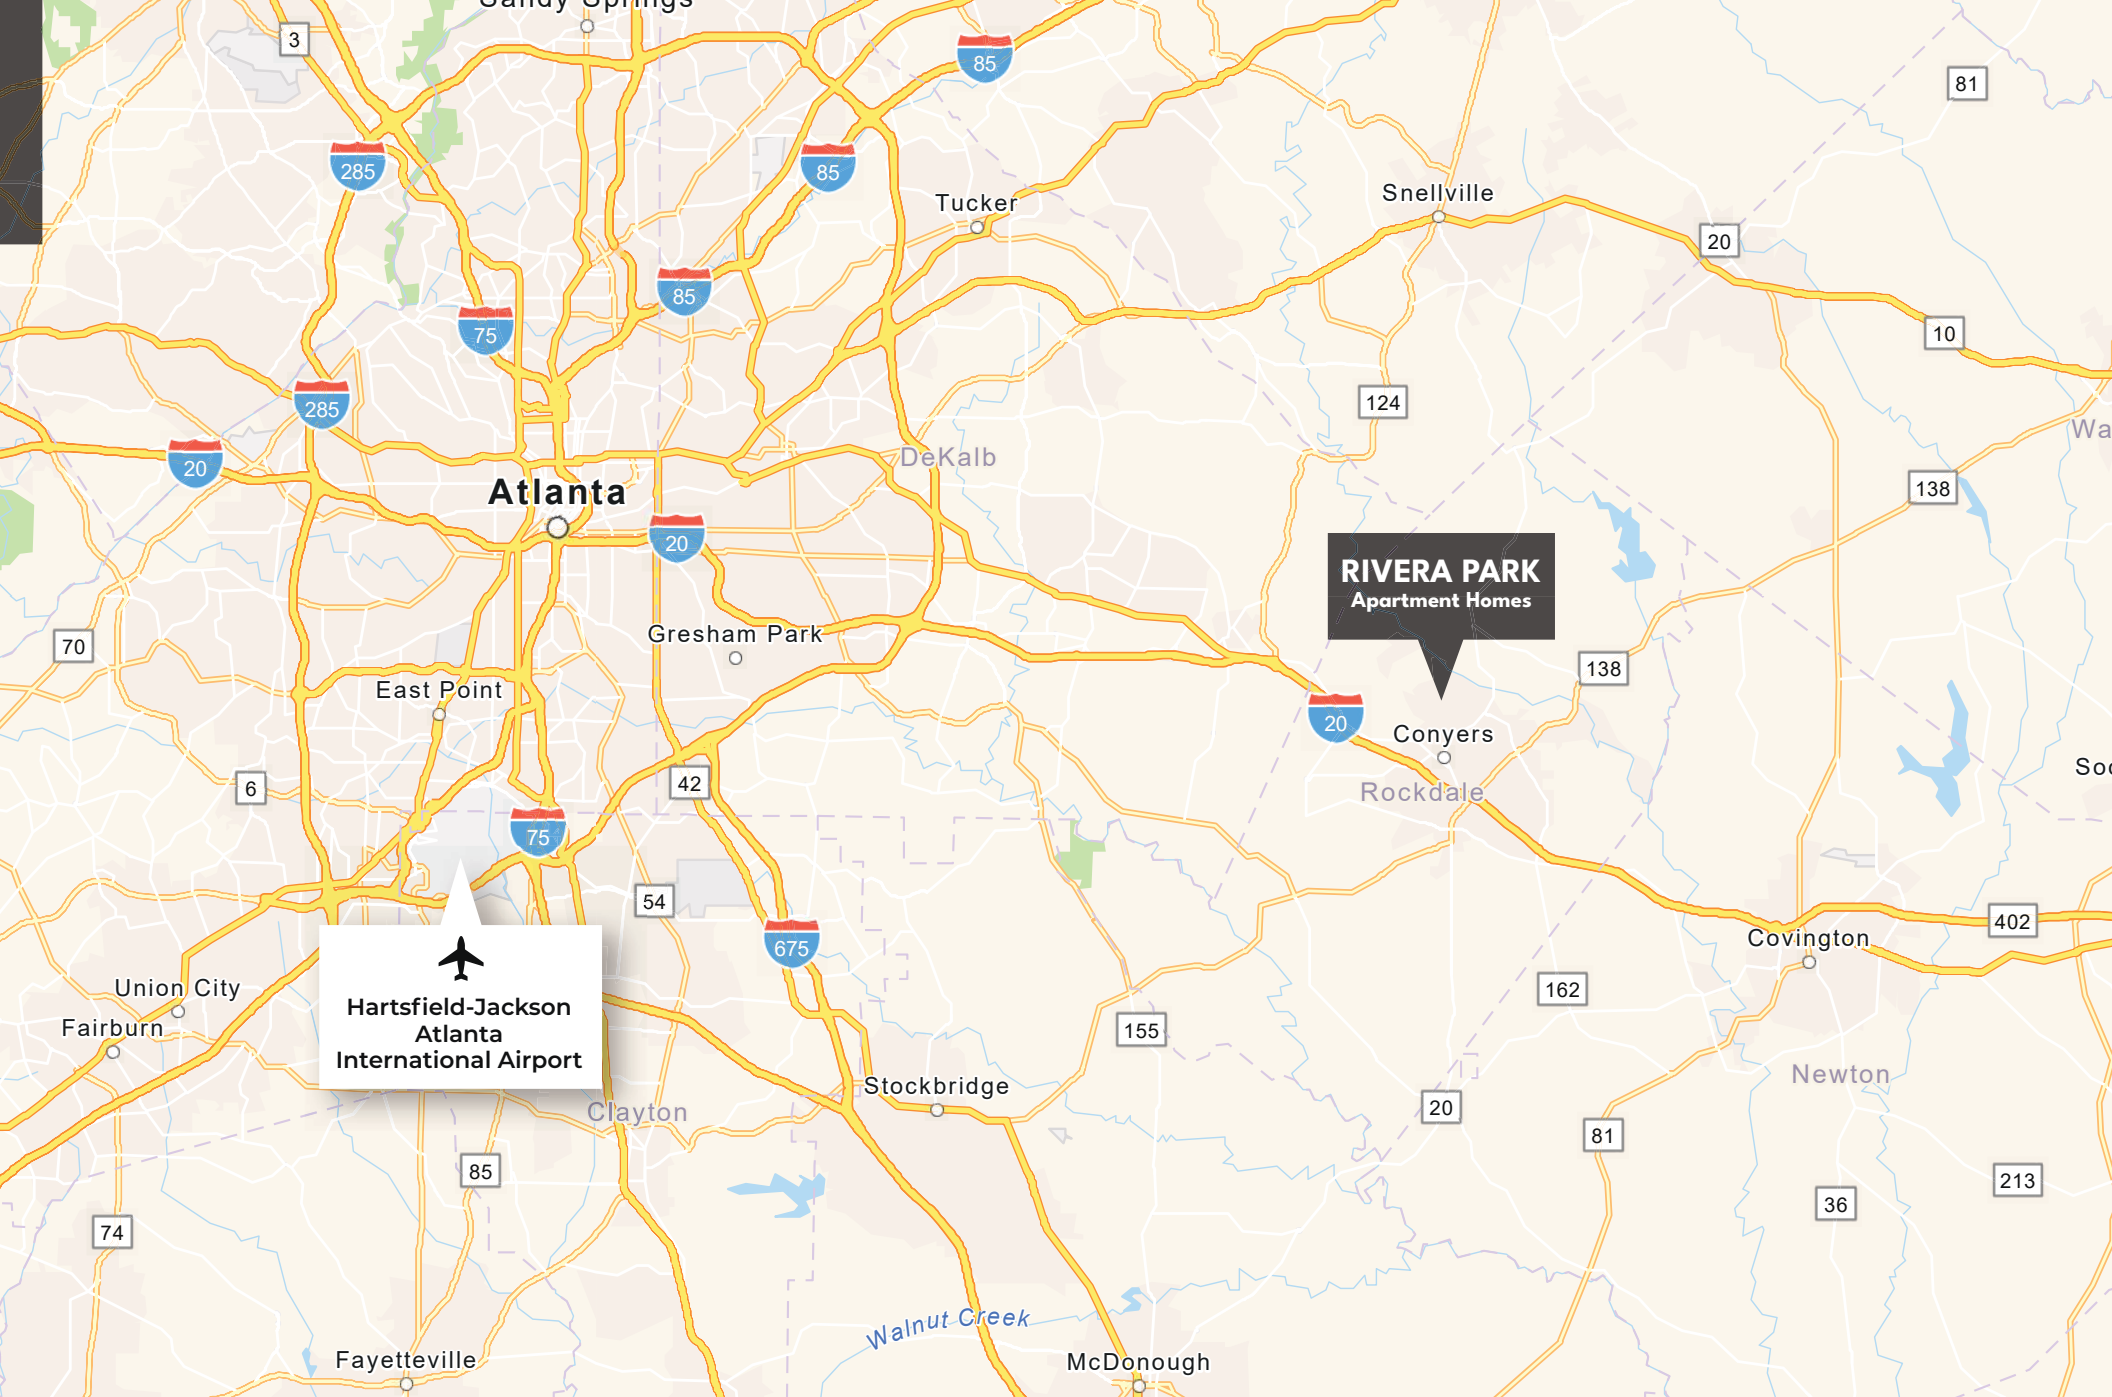 Sandy Springs
3
85
81
285
85
Tucker
Snellville
20
85
75
10
124
285
Wa
DeKalb
20
138
Atlanta
20
RIVERA PARK
Apartment Homes
Gresham Park
70
138
East Point
20
Conyers
Soc
42
6
Rockdale
75
54
402
675
Covington
Union City
162
Hartsfield-Jackson
Atlanta
International Airport
Fairburn
155
Newton
Stockbridge
Clayton
20
81
85
213
36
74
Walnut Creek
Fayetteville
McDonough